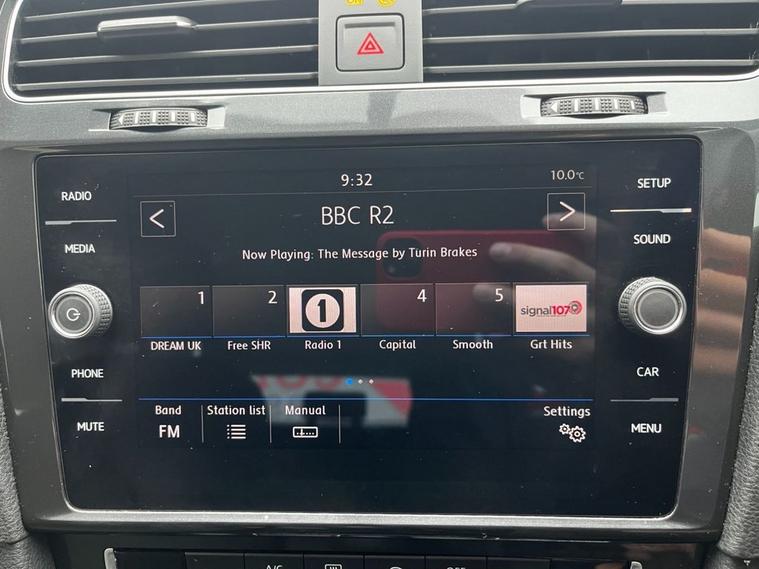 9:32
10.0°C
RADIO
SETUP
BBC R2
MEDIA
SOUND
Now Playing: The Message by Turin Brakes
1
2
1
4
5
signal107
DREAM UK
Free SHR
Radio 1
Capital
Smooth
Grt Hits
PHONE
CAR
Band
Station list
Manual
Settings
FM
MUTE
MENU
A/C
OFF